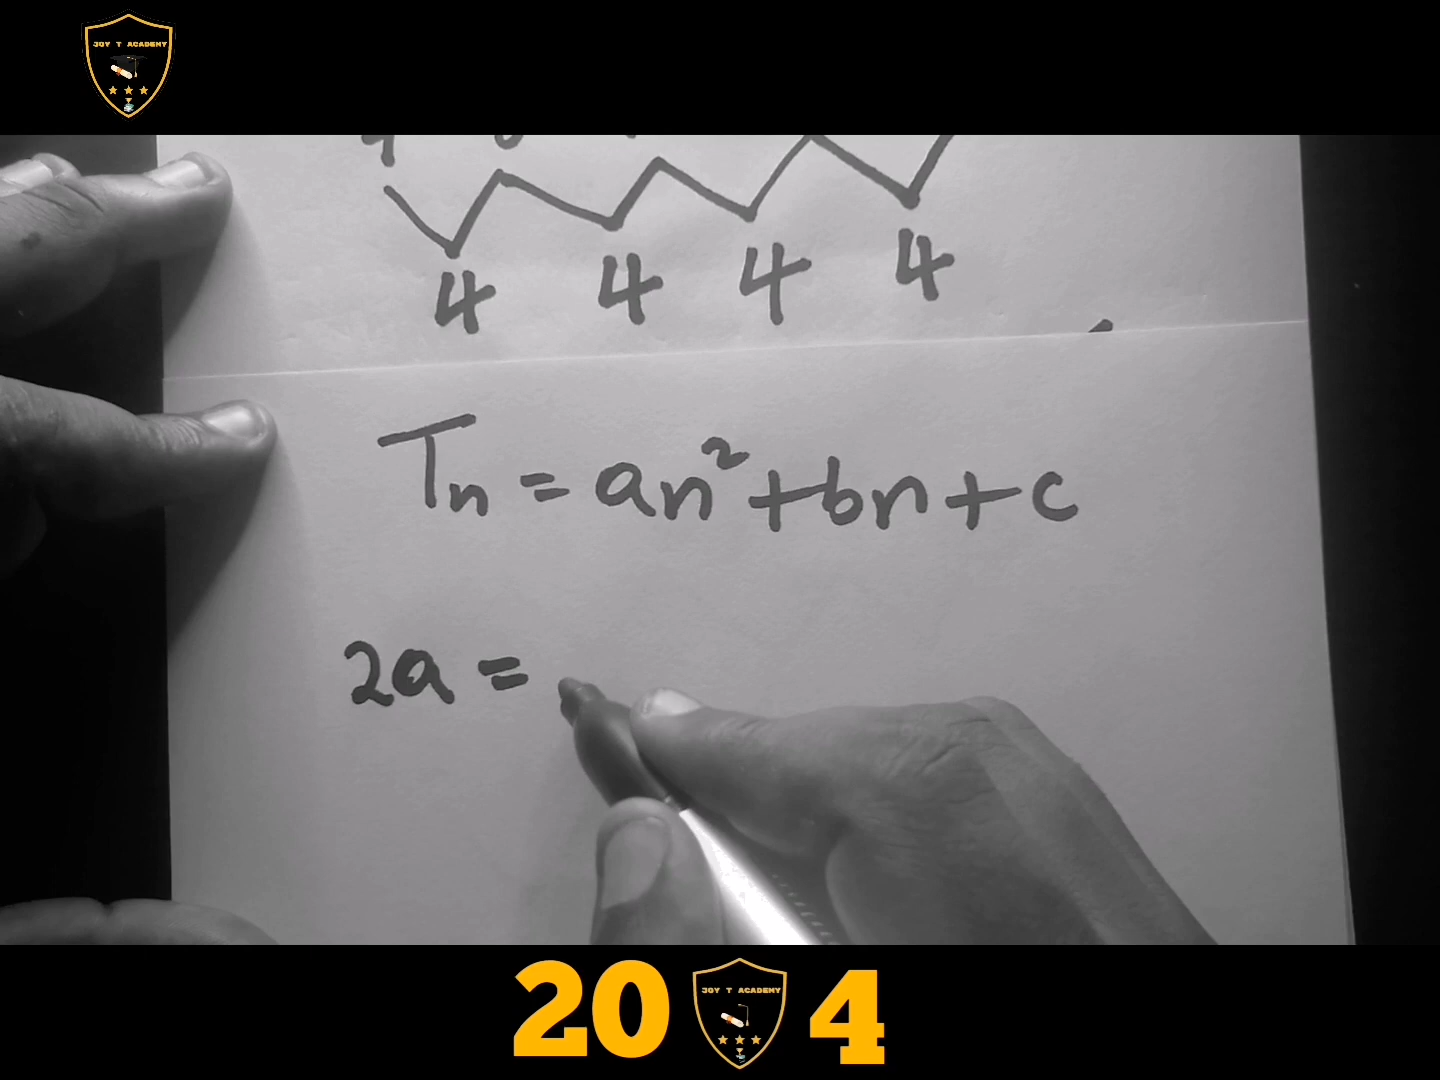 JOY T ACADEMY
4 4 4 4
Tn = an² + bn + c
2a =
20 4
JOY T ACADEMY